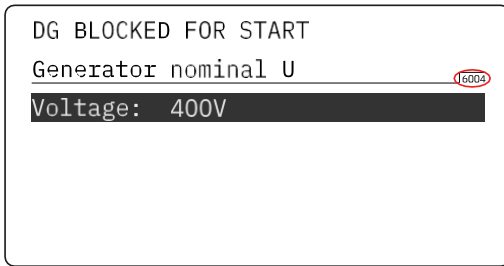 DG BLOCKED FOR START
Generator nominal U
6004
Voltage: 400V